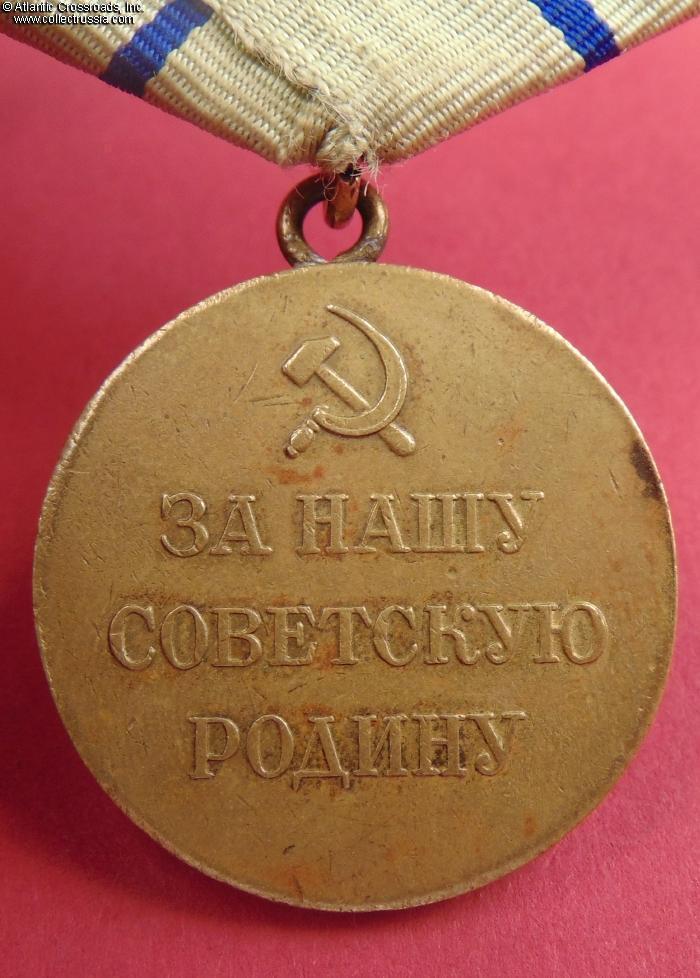 © Atlantic Crossroads, Inc.
www.collectrussia.com
ЗА НАШУ
СОВЕТСКУЮ
РОДИНУ